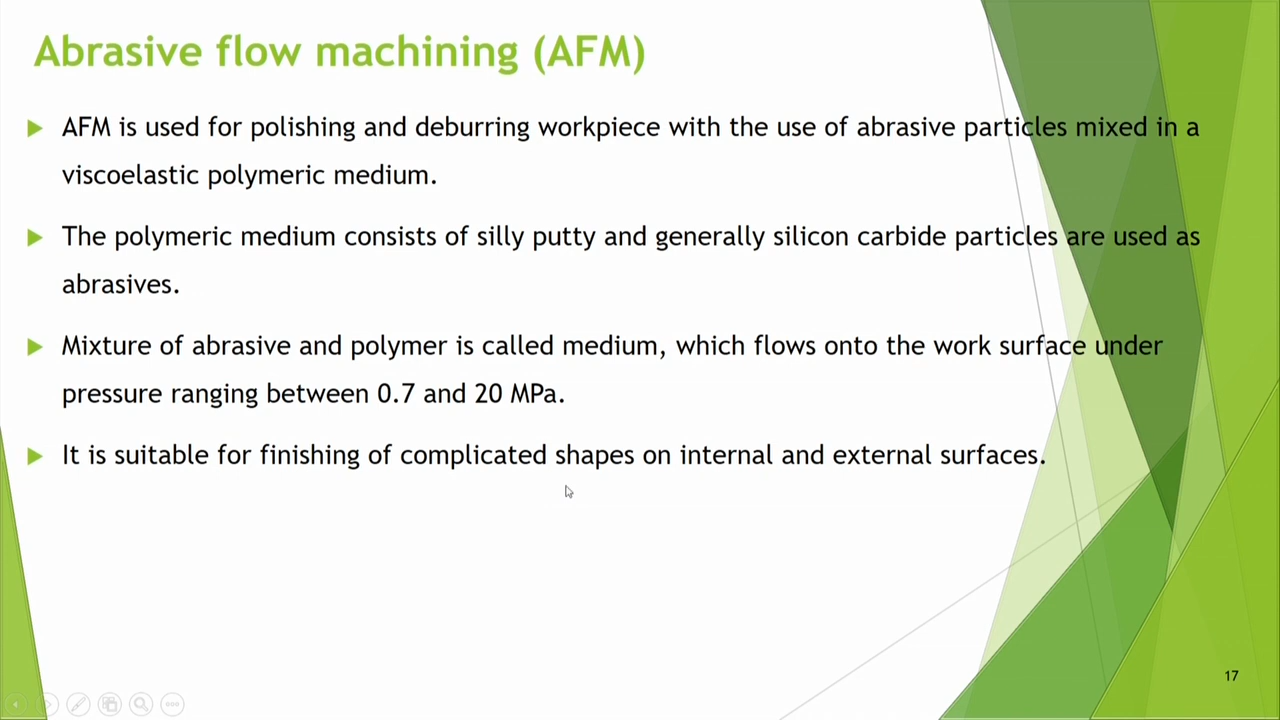 Abrasive flow machining (AFM)
AFM is used for polishing and deburring workpiece with the use of abrasive particles mixed in a
viscoelastic polymeric medium.
The polymeric medium consists of silly putty and generally silicon carbide particles are used as
abrasives.
Mixture of abrasive and polymer is called medium, which flows onto the work surface under
pressure ranging between 0.7 and 20 MPa.
It is suitable for finishing of complicated shapes on internal and external surfaces.
17